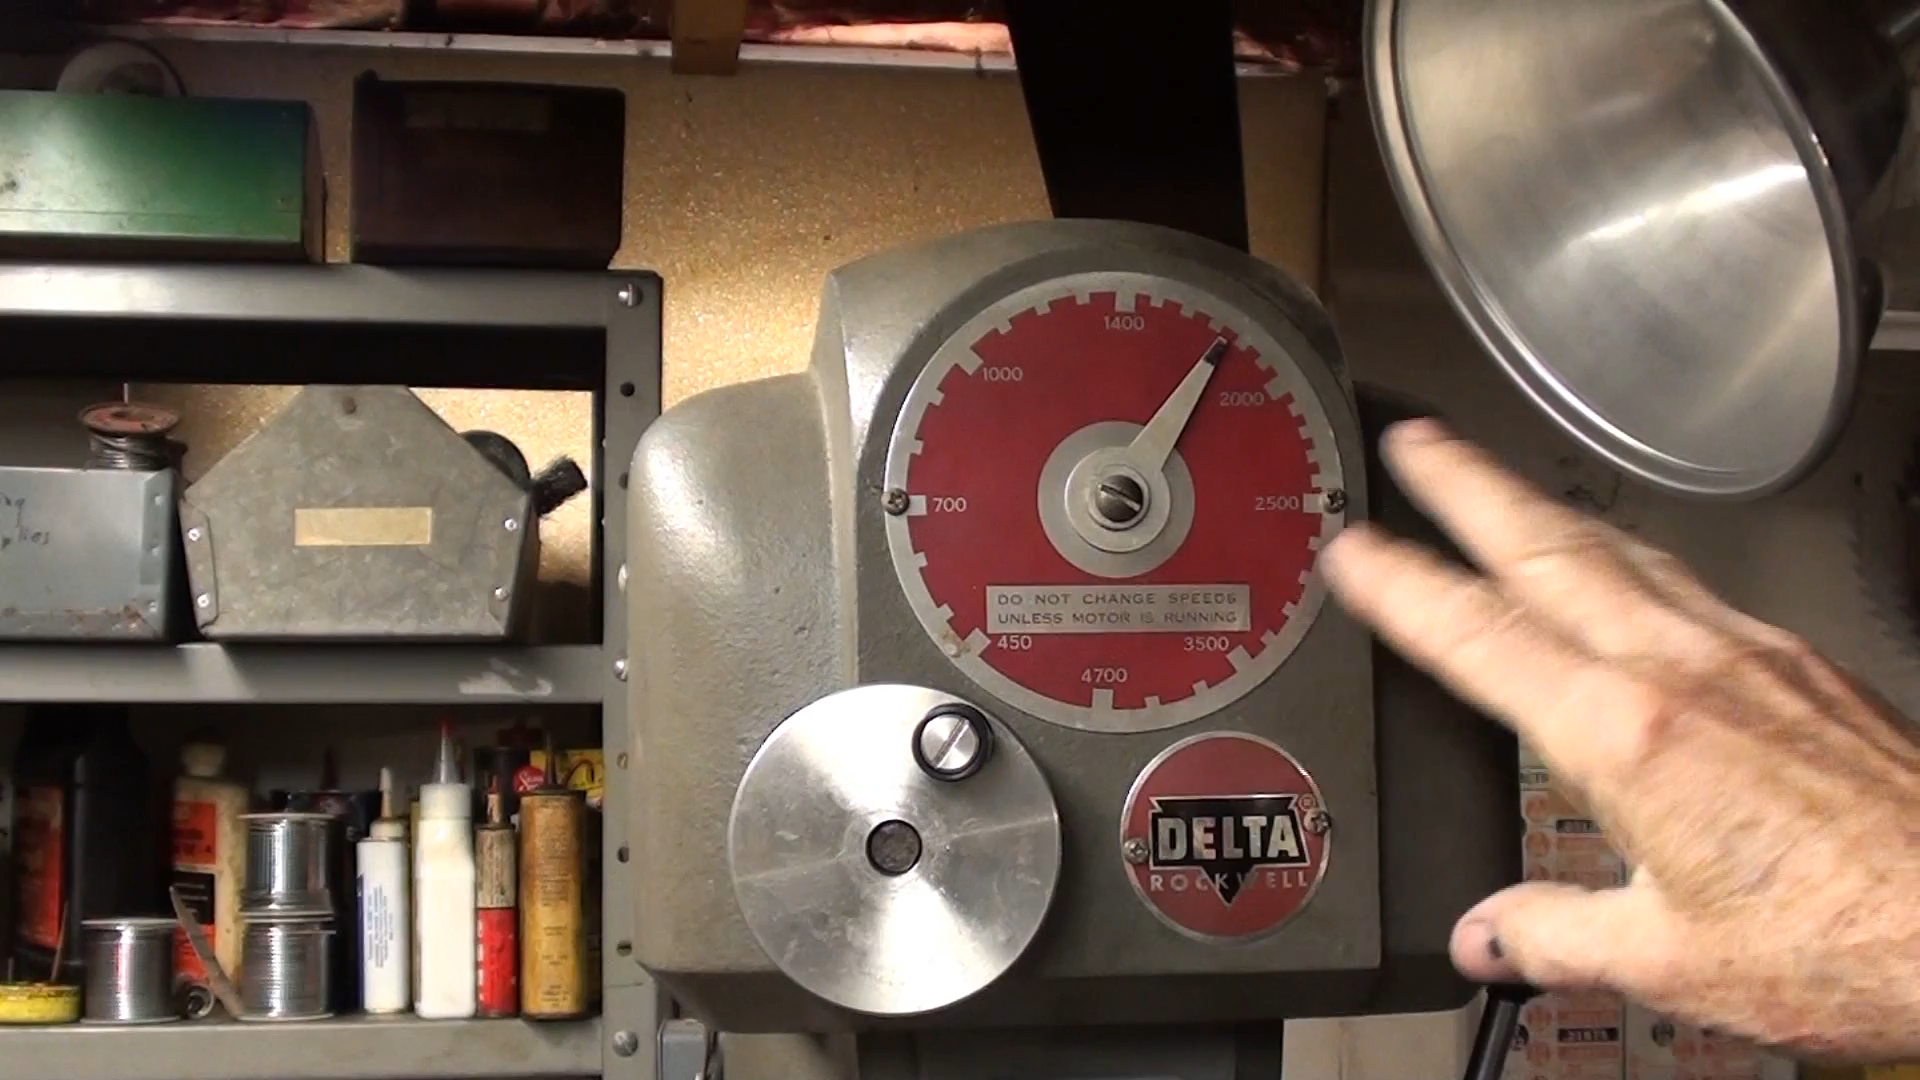 1400
1000
2000
700
2500
DO NOT CHANGE SPEEDS
UNLESS MOTOR IS RUNNING
450
3500
4700
DELTA®
ROCKWELL